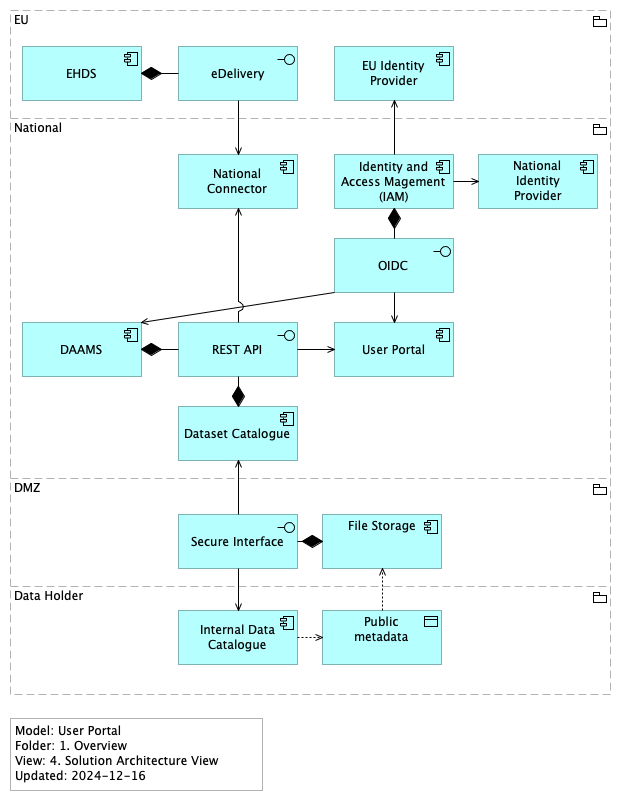 EU
EHDS
eDelivery
EU Identity
Provider
National
National
Connector
Identity and
Access Magement
(IAM)
National
Identity
Provider
OIDC
DAAMS
REST API
User Portal
Dataset Catalogue
DMZ
Secure Interface
File Storage
Data Holder
Internal Data
Catalogue
Public
metadata
Model: User Portal
Folder: 1. Overview
View: 4. Solution Architecture View
Updated: 2024-12-16